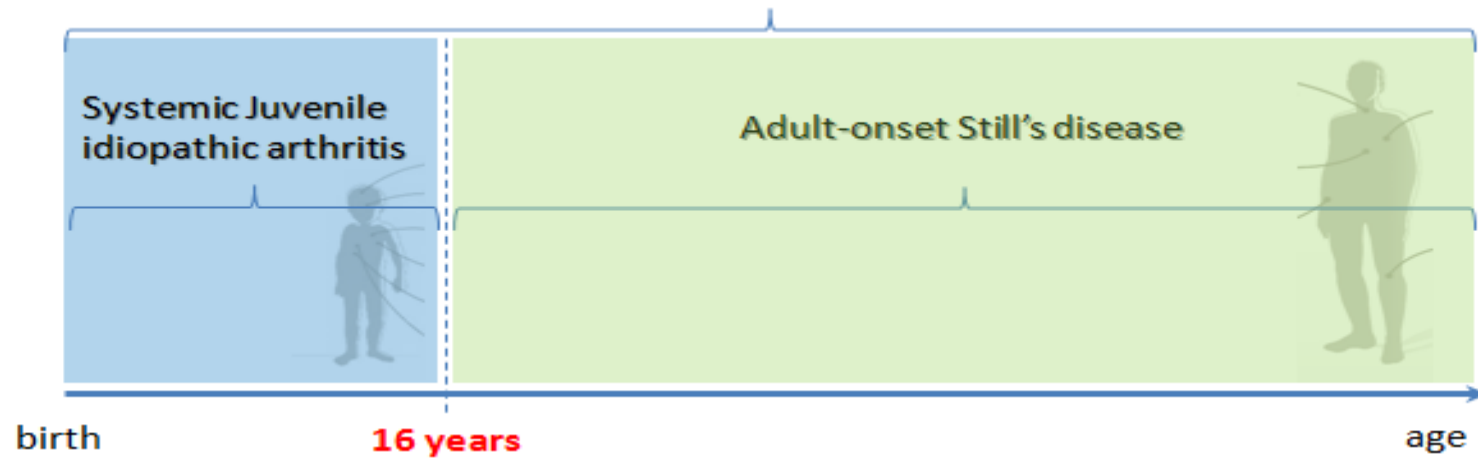 Systemic Juvenile
idiopathic arthritis
Adult-onset Still's disease
birth
16 years
age